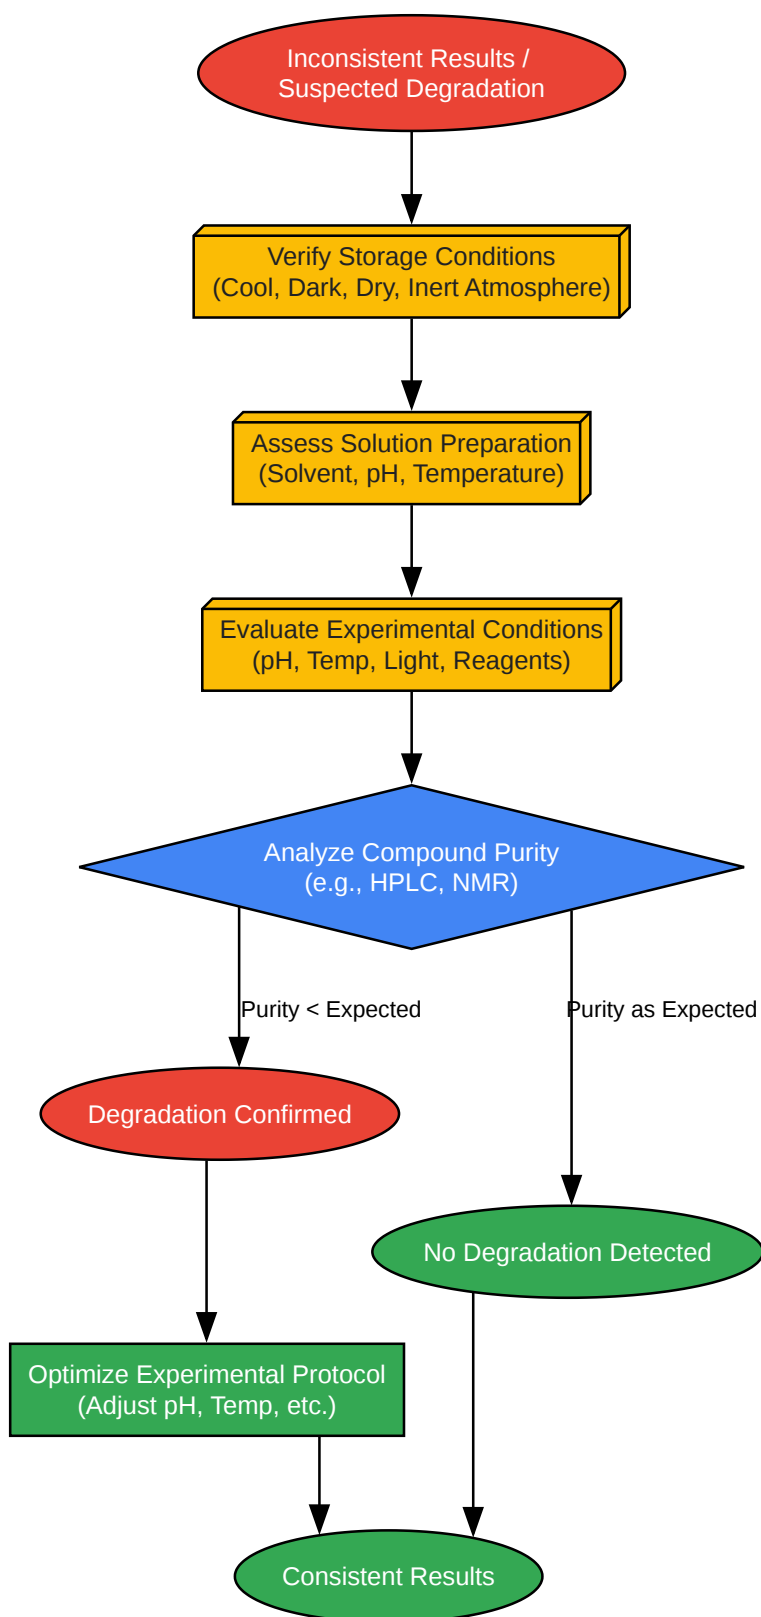 Inconsistent Results /
Suspected Degradation
Verify Storage Conditions
(Cool, Dark, Dry, Inert Atmosphere)
Assess Solution Preparation
(Solvent, pH, Temperature)
Evaluate Experimental Conditions
(pH, Temp, Light, Reagents)
Analyze Compound Purity
(e.g., HPLC, NMR)
Purity < Expected
Purity as Expected
Degradation Confirmed
No Degradation Detected
Optimize Experimental Protocol
(Adjust pH, Temp, etc.)
Consistent Results